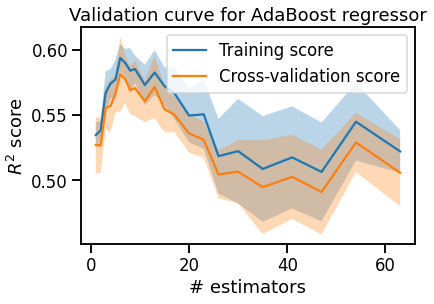 Validation curve for AdaBoost regressor
Training score
Cross-validation score
R² score
0.60
0.55
0.50
0 20 40 60
# estimators